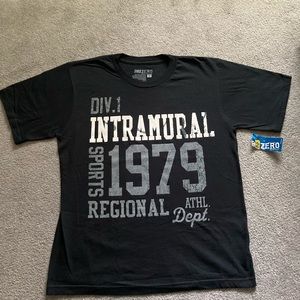 DIV.1
INTRAMURAL
SPORTS
1979
REGIONAL
ATHL.
Dept.
ZERO